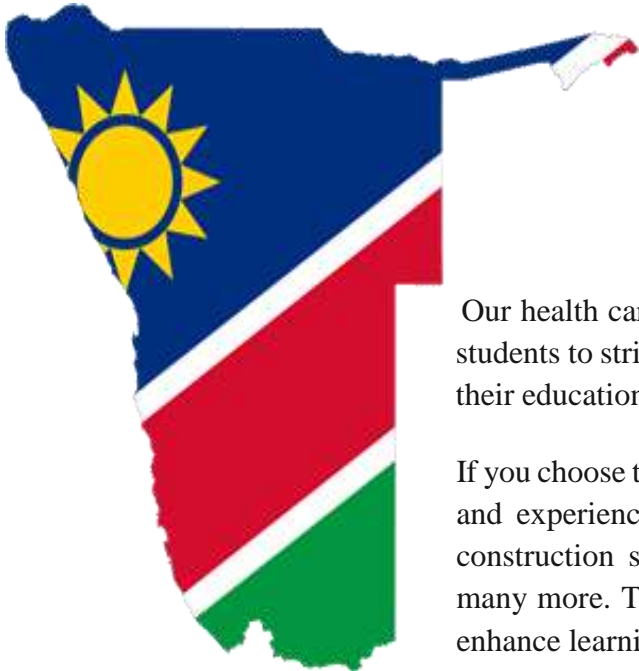 Our health car
students to stri
their education
If you choose t
and experienc
construction s
many more. T
enhance learni